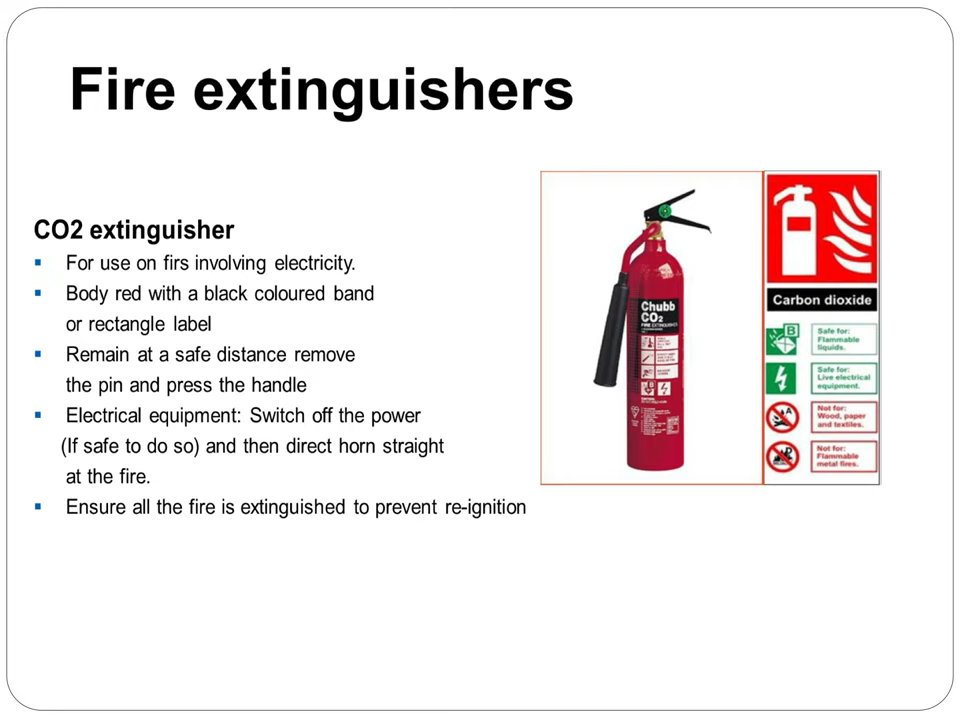 Fire extinguishers
CO2 extinguisher
For use on firs involving electricity.
Body red with a black coloured band
or rectangle label
Remain at a safe distance remove
the pin and press the handle
Electrical equipment: Switch off the power
(If safe to do so) and then direct horn straight
at the fire.
Ensure all the fire is extinguished to prevent re-ignition
Chubb
CO2
FIRE EXTINGUISHER
Carbon dioxide
B
Safe for:
Flammable
liquids.
Safe for:
Live electrical
equipment.
A
Not for:
Wood, paper
and textiles.
D
Not for:
Flammable
metal fires.